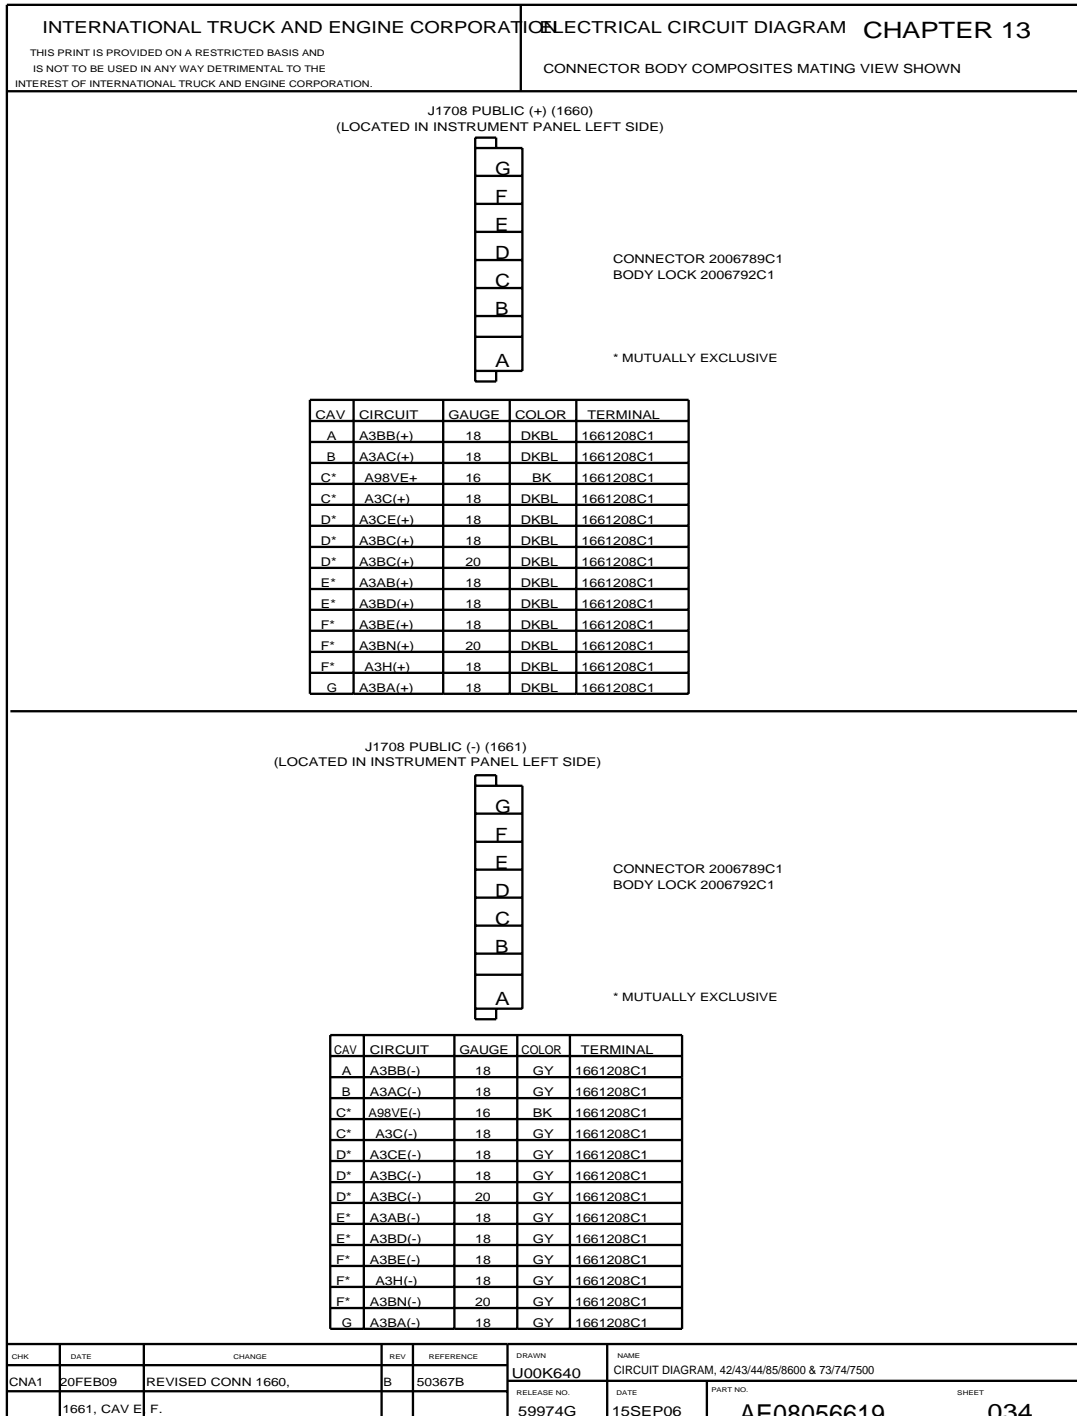 INTERNATIONAL TRUCK AND ENGINE CORPORATION
THIS PRINT IS PROVIDED ON A RESTRICTED BASIS AND
IS NOT TO BE USED IN ANY WAY DETRIMENTAL TO THE
INTEREST OF INTERNATIONAL TRUCK AND ENGINE CORPORATION.
ELECTRICAL CIRCUIT DIAGRAM CHAPTER 13
CONNECTOR BODY COMPOSITES MATING VIEW SHOWN
J1708 PUBLIC (+) (1660)
(LOCATED IN INSTRUMENT PANEL LEFT SIDE)
G
F
E
D
C
B
A
CONNECTOR 2006789C1
BODY LOCK 2006792C1
* MUTUALLY EXCLUSIVE
CAV CIRCUIT GAUGE COLOR TERMINAL
A A3BB(+) 18 DKBL 1661208C1
B A3AC(+) 18 DKBL 1661208C1
C* A98VE+ 16 BK 1661208C1
C* A3C(+) 18 DKBL 1661208C1
D* A3CE(+) 18 DKBL 1661208C1
D* A3BC(+) 18 DKBL 1661208C1
D* A3BC(+) 20 DKBL 1661208C1
E* A3AB(+) 18 DKBL 1661208C1
E* A3BD(+) 18 DKBL 1661208C1
F* A3BE(+) 18 DKBL 1661208C1
F* A3BN(+) 20 DKBL 1661208C1
F* A3H(+) 18 DKBL 1661208C1
G A3BA(+) 18 DKBL 1661208C1
J1708 PUBLIC (-) (1661)
(LOCATED IN INSTRUMENT PANEL LEFT SIDE)
G
F
E
D
C
B
A
CONNECTOR 2006789C1
BODY LOCK 2006792C1
* MUTUALLY EXCLUSIVE
CAV CIRCUIT GAUGE COLOR TERMINAL
A A3BB(-) 18 GY 1661208C1
B A3AC(-) 18 GY 1661208C1
C* A98VE(-) 16 BK 1661208C1
C* A3C(-) 18 GY 1661208C1
D* A3CE(-) 18 GY 1661208C1
D* A3BC(-) 18 GY 1661208C1
D* A3BC(-) 20 GY 1661208C1
E* A3AB(-) 18 GY 1661208C1
E* A3BD(-) 18 GY 1661208C1
F* A3BE(-) 18 GY 1661208C1
F* A3H(-) 18 GY 1661208C1
F* A3BN(-) 20 GY 1661208C1
G A3BA(-) 18 GY 1661208C1
CHK DATE CHANGE REV REFERENCE
CNA1 20FEB09 REVISED CONN 1660, B 50367B
1661, CAV E F.
DRAWN
U00K640
NAME
CIRCUIT DIAGRAM, 42/43/44/85/8600 & 73/74/7500
RELEASE NO.
59974G
DATE
15SEP06
PART NO.
AE08056619
SHEET
034